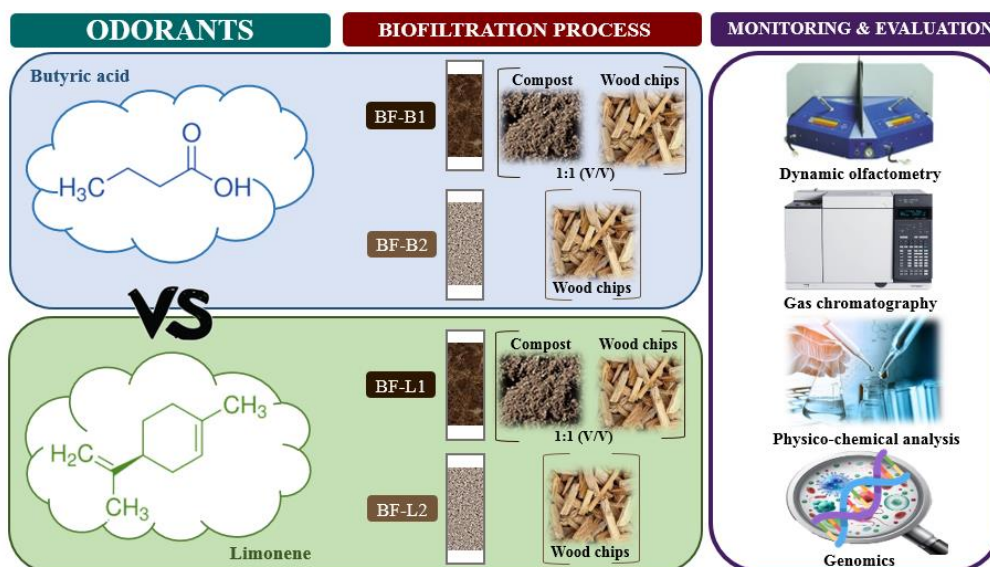 ODORANTS
BIOFILTRATION PROCESS
MONITORING & EVALUATION
Butyric acid
O
H₃C
OH
BF-B1
Compost
Wood chips
1:1 (V/V)
BF-B2
Wood chips
VS
CH₃
H₂C
CH₃
Limonene
BF-L1
Compost
Wood chips
1:1 (V/V)
BF-L2
Wood chips
Dynamic olfactometry
Gas chromatography
Physico-chemical analysis
Genomics